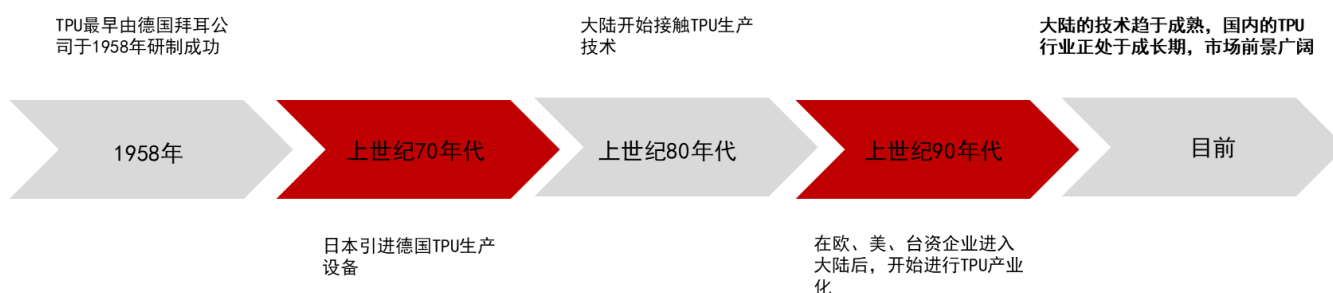 TPU最早由德国拜耳公
司于1958年研制成功
大陆开始接触TPU生产
技术
大陆的技术趋于成熟，国内的TPU
行业正处于成长期，市场前景广阔
1958年
上世纪70年代
上世纪80年代
上世纪90年代
目前
日本引进德国TPU生产
设备
在欧、美、台资企业进入
大陆后，开始进行TPU产业
化